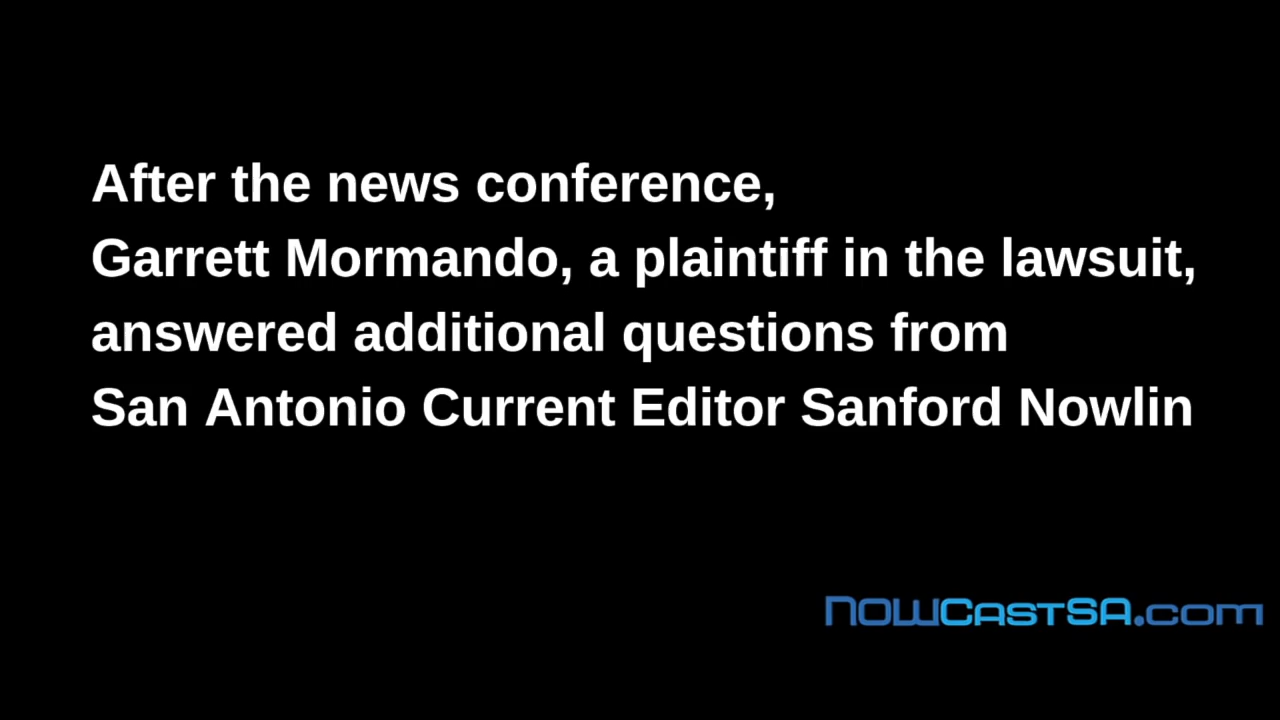 After the news conference,
Garrett Mormando, a plaintiff in the lawsuit,
answered additional questions from
San Antonio Current Editor Sanford Nowlin
NOWCastSA.com